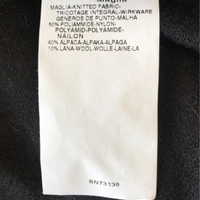 MAGLIA-KNITTED FABRIC-
TRICOTAGE INTEGRAL-WIRKWARE
GENEROS DE PUNTO-MALHA
50% POLIAMMIDE-NYLON-
POLYAMID-POLYAMIDE-
NAILON
40% ALPACA-ALPAKA-ALPAGA
10% LANA-WOOL-WOLLE-LAINE-LA
RN73136